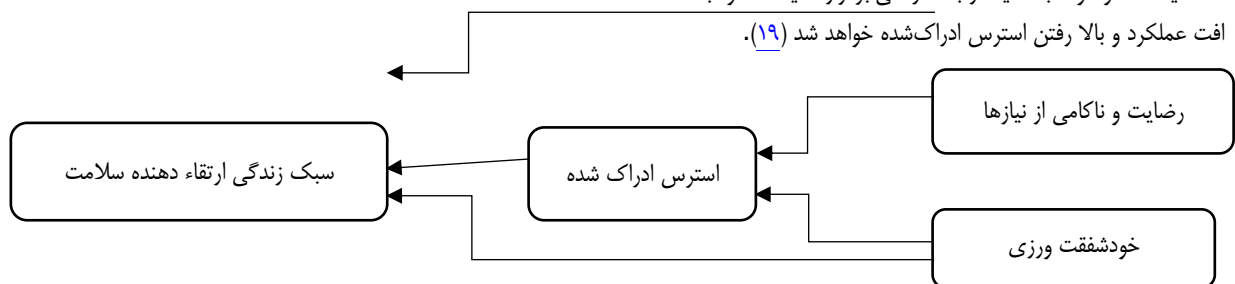 افت عملکرد و بالا رفتن استرس ادراک‌شده خواهد شد (۱۹).
رضایت و ناکامی از نیازها
استرس ادراک شده
سبک زندگی ارتقاء دهنده سلامت
خودشفقت ورزی